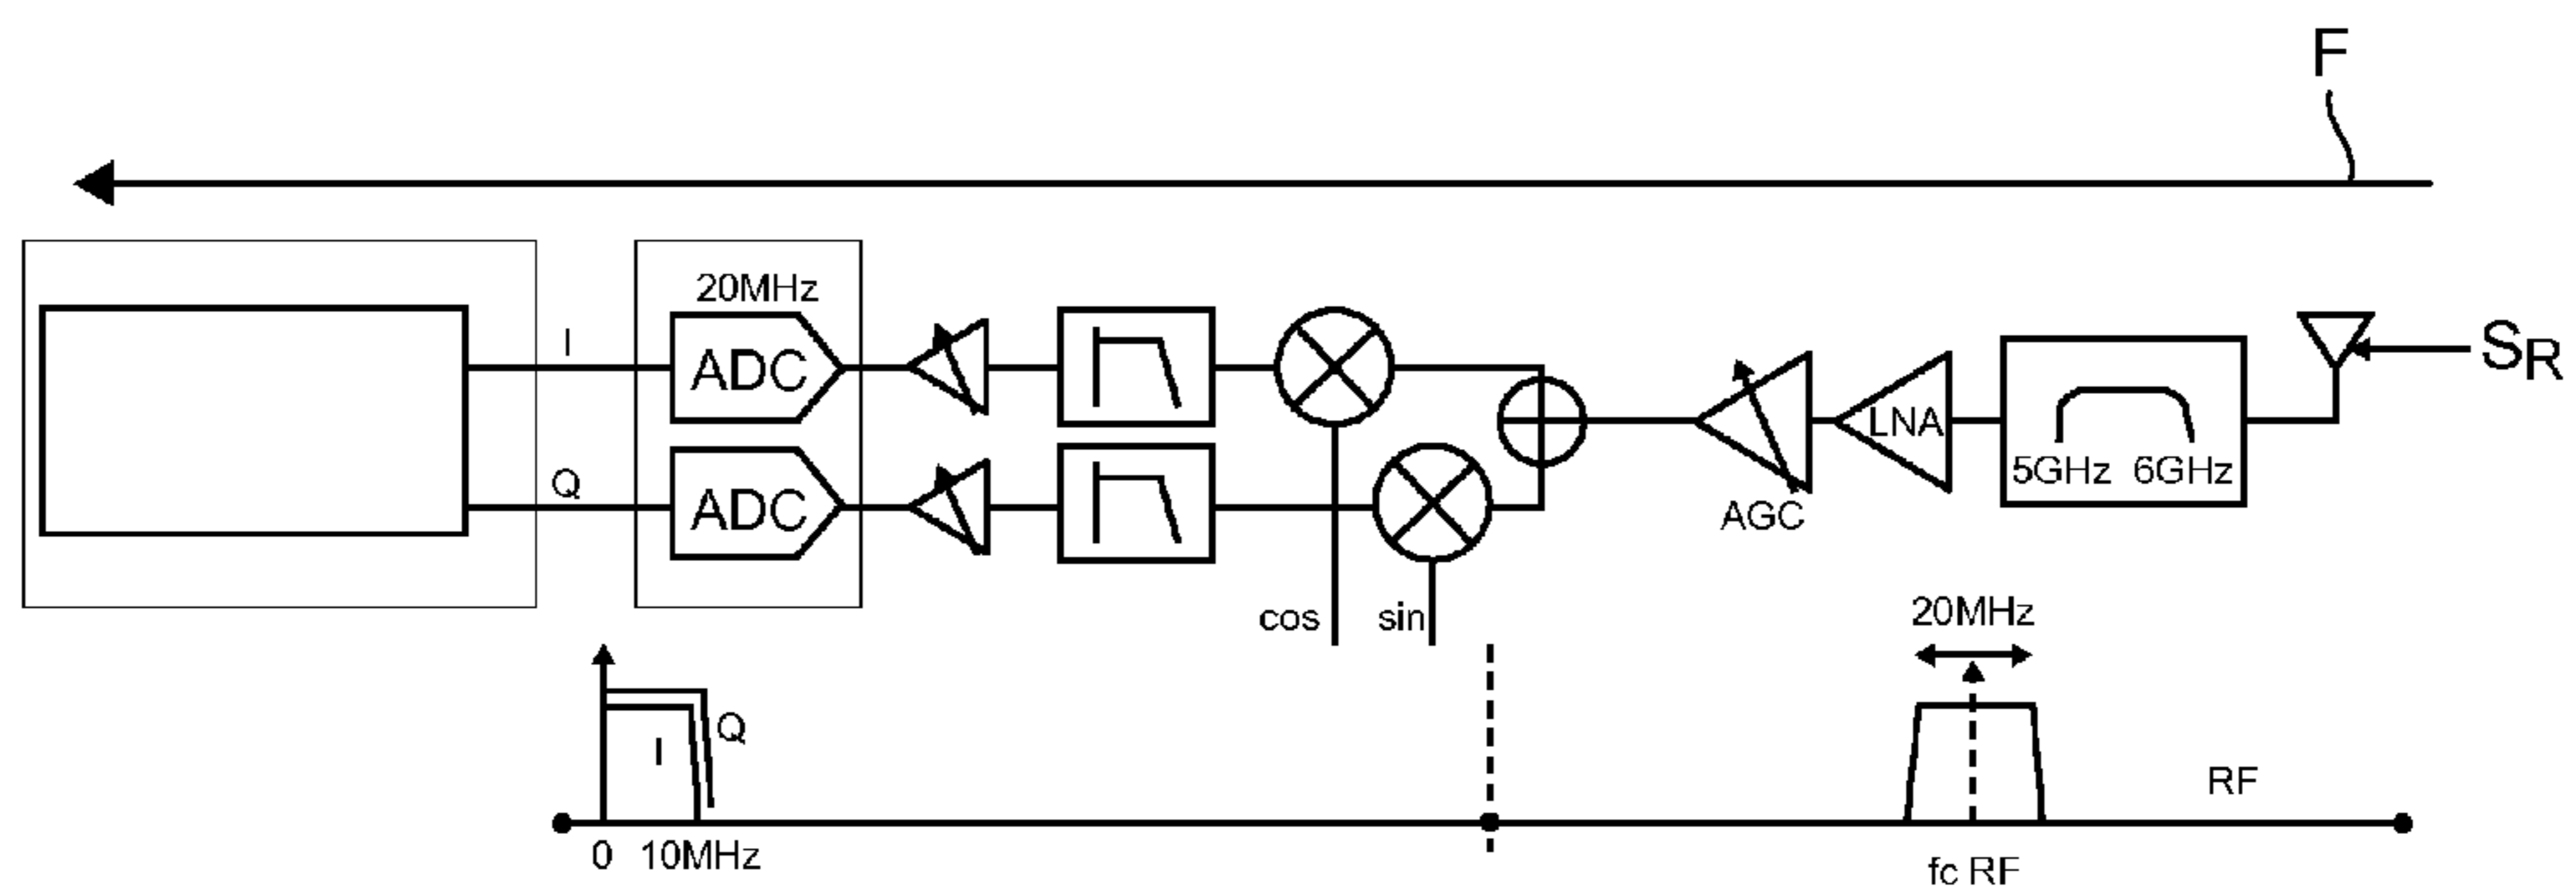 F
20MHz
I
ADC
LNA
SR
5GHz 6GHz
Q
ADC
AGC
cos
sin
20MHz
Q
I
RF
0
10MHz
fc RF